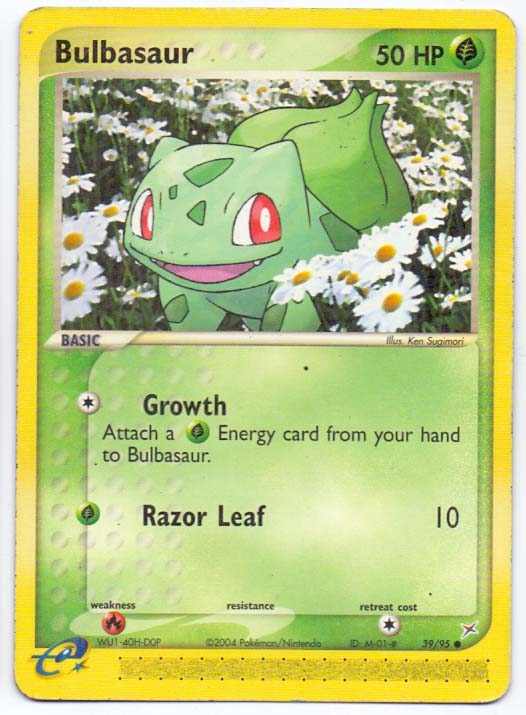 Bulbasaur 50 HP
BASIC
Illus. Ken Sugimori
Growth
Attach a Energy card from your hand
to Bulbasaur.
Razor Leaf 10
weakness resistance retreat cost
WU1-40H-D0P ©2004 Pokémon/Nintendo ID: M-01-# 39/95
e